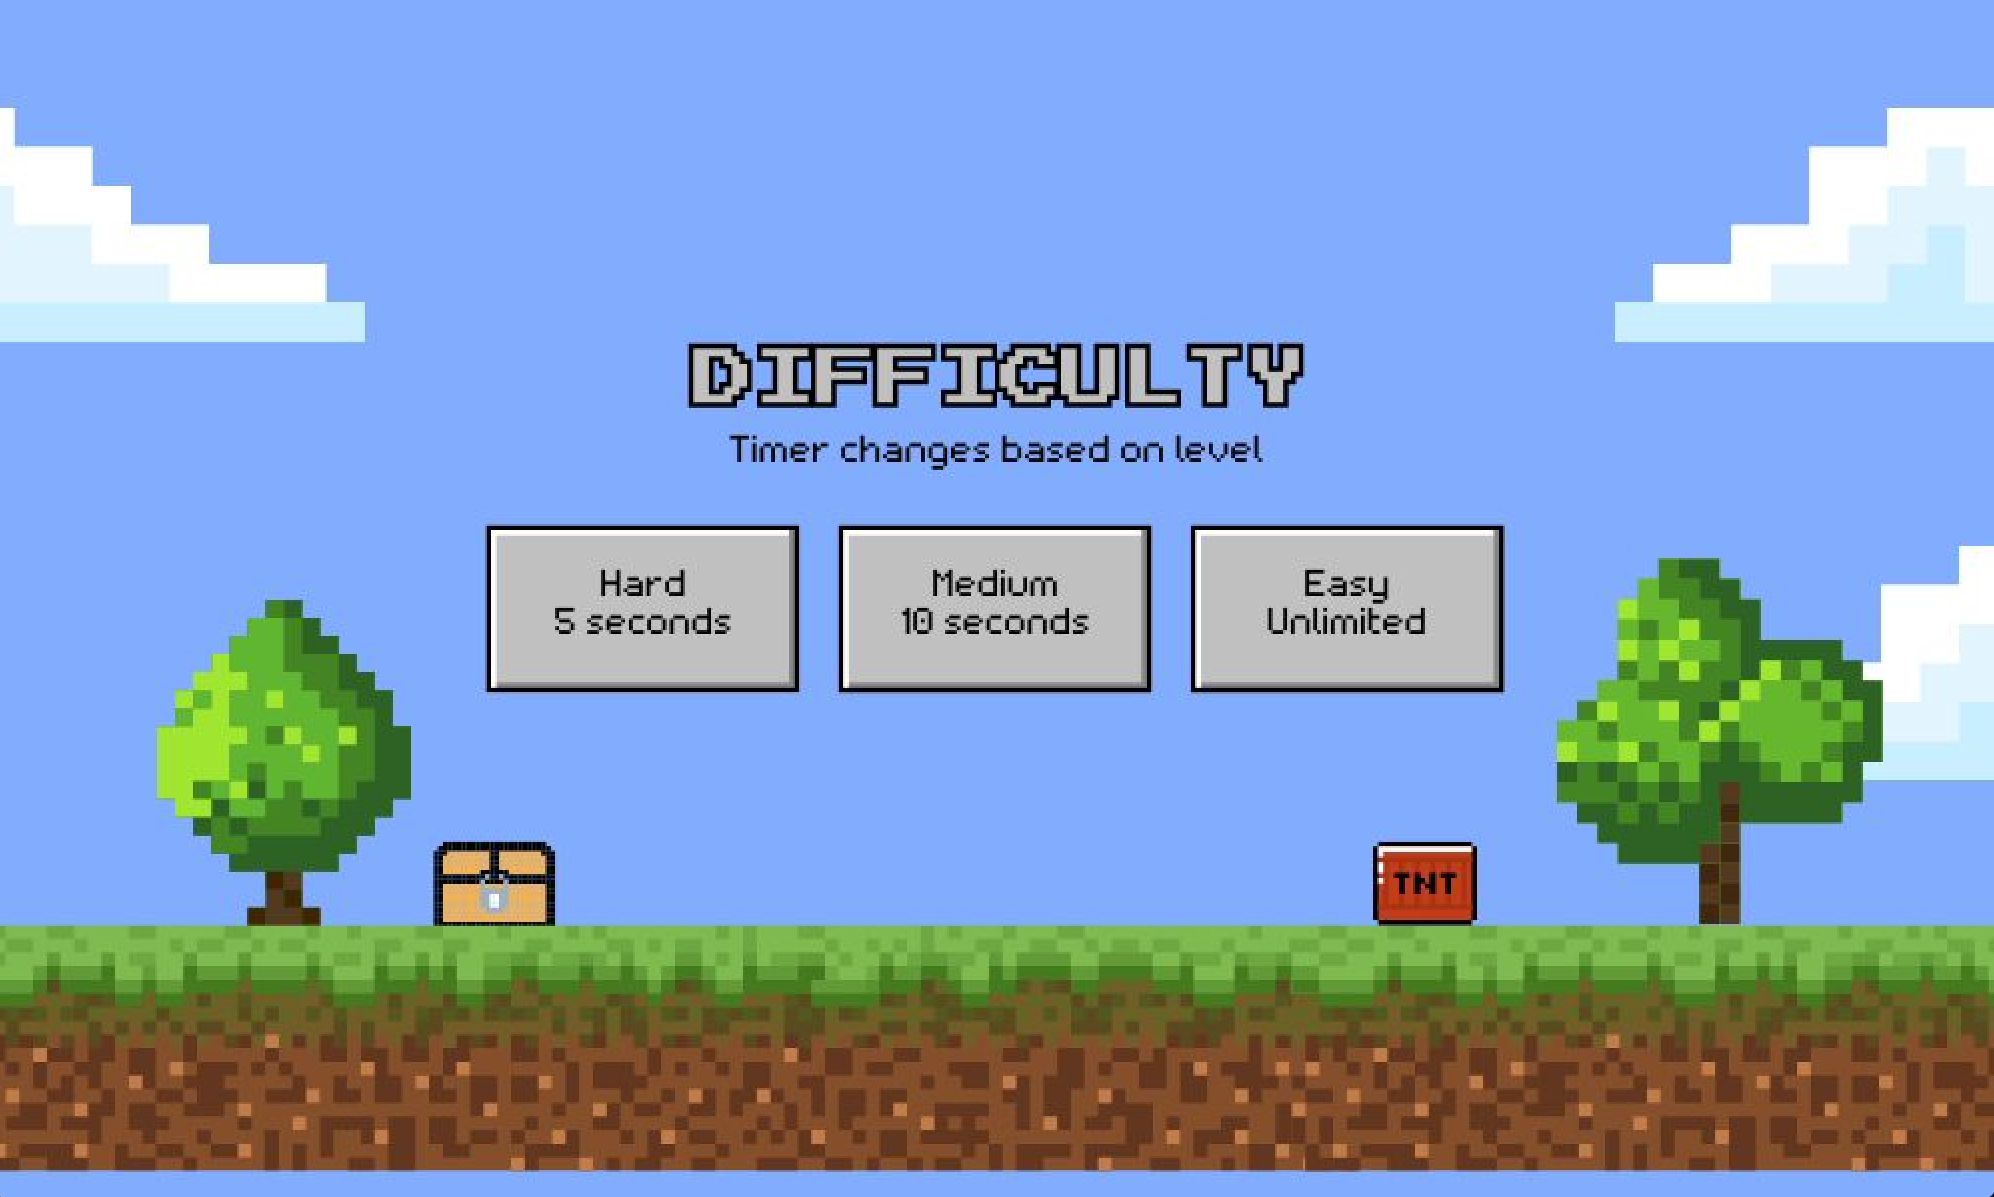 DIFFICULTY
Timer changes based on level
Hard
5 seconds
Medium
10 seconds
Easy
Unlimited
TNT